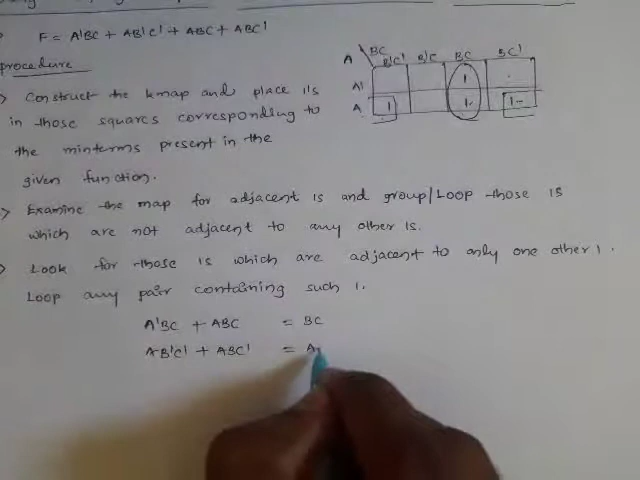 F = A'BC + AB'C' + ABC + ABC'
procedure
A BC B'C' B'C BC BC'
A' 1
A 1 1 1
> Construct the kmap and place 1s
in those squares corresponding to
the minterms present in the
given function.
> Examine the map for adjacent 1s and group/Loop those 1s
which are not adjacent to any other 1s.
> Look for those 1s which are adjacent to only one other 1.
Loop any pair containing such 1.
A'BC + ABC = BC
AB'C' + ABC' = A